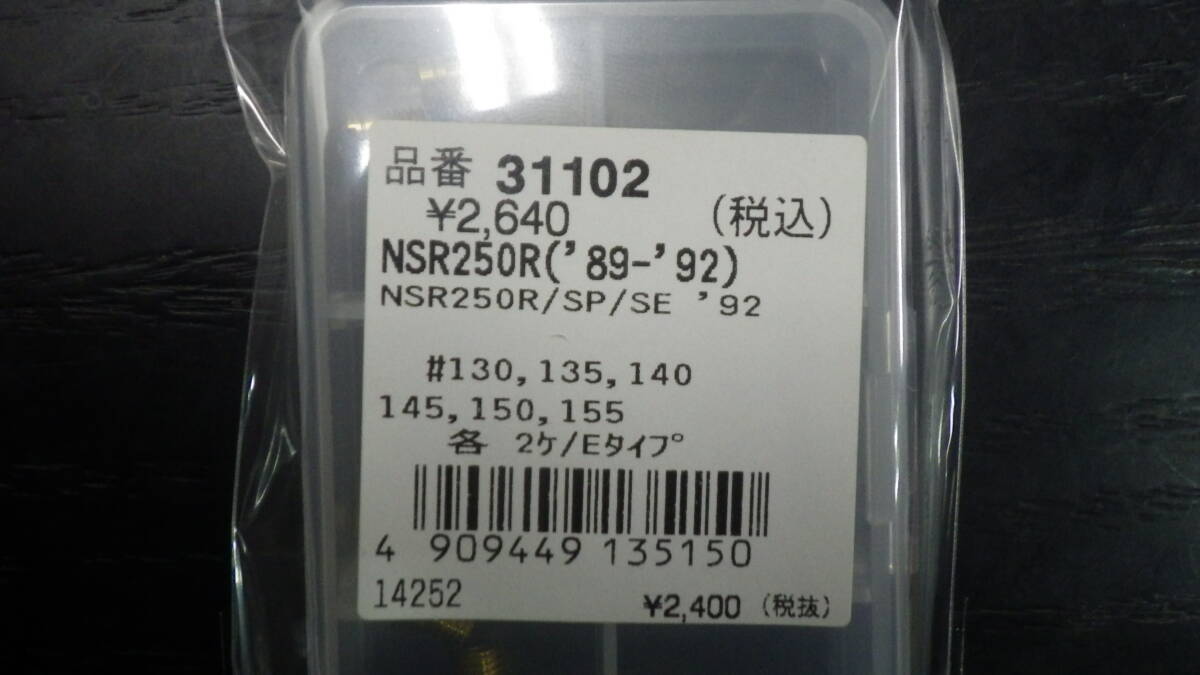 品番 31102
¥2,640 (税込)
NSR250R('89-'92)
NSR250R/SP/SE '92
#130,135,140
145,150,155
各 2ケ/Eタイプ
4 909449 135150
14252 ¥2,400 (税抜)